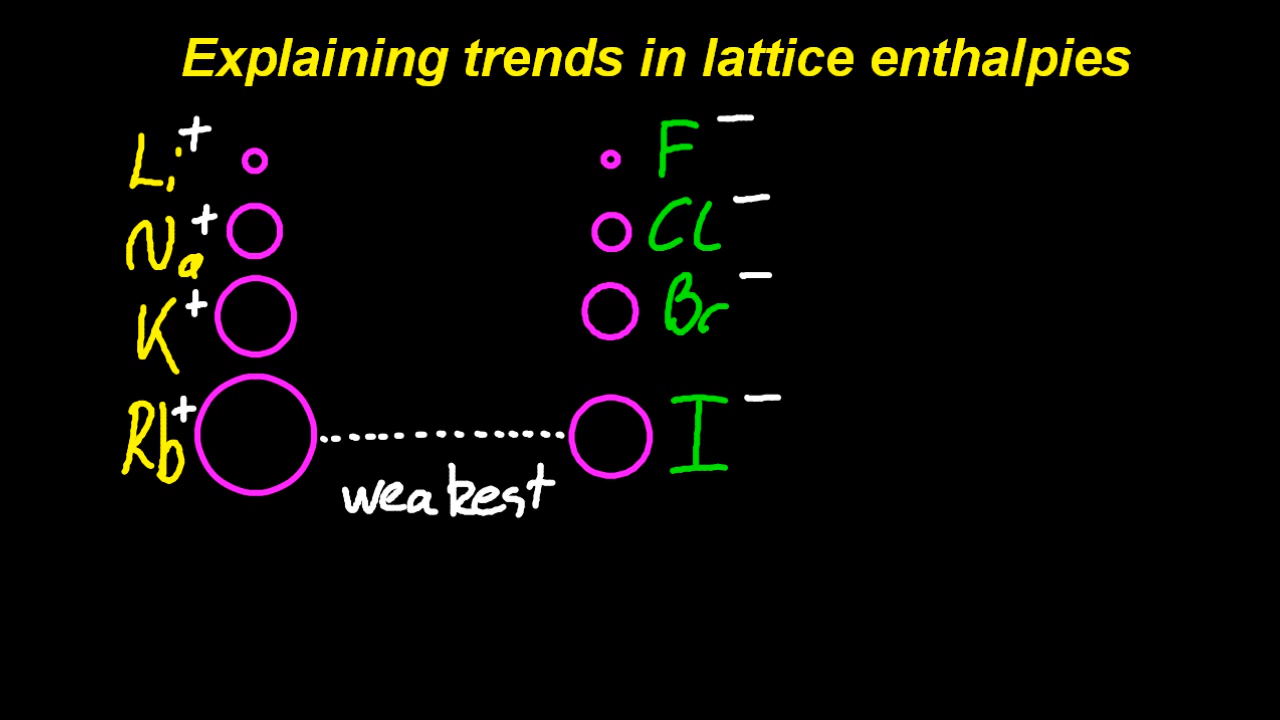 Explaining trends in lattice enthalpies
Li+ F−
Na+ Cl−
K+ Br−
Rb+ I−
weakest